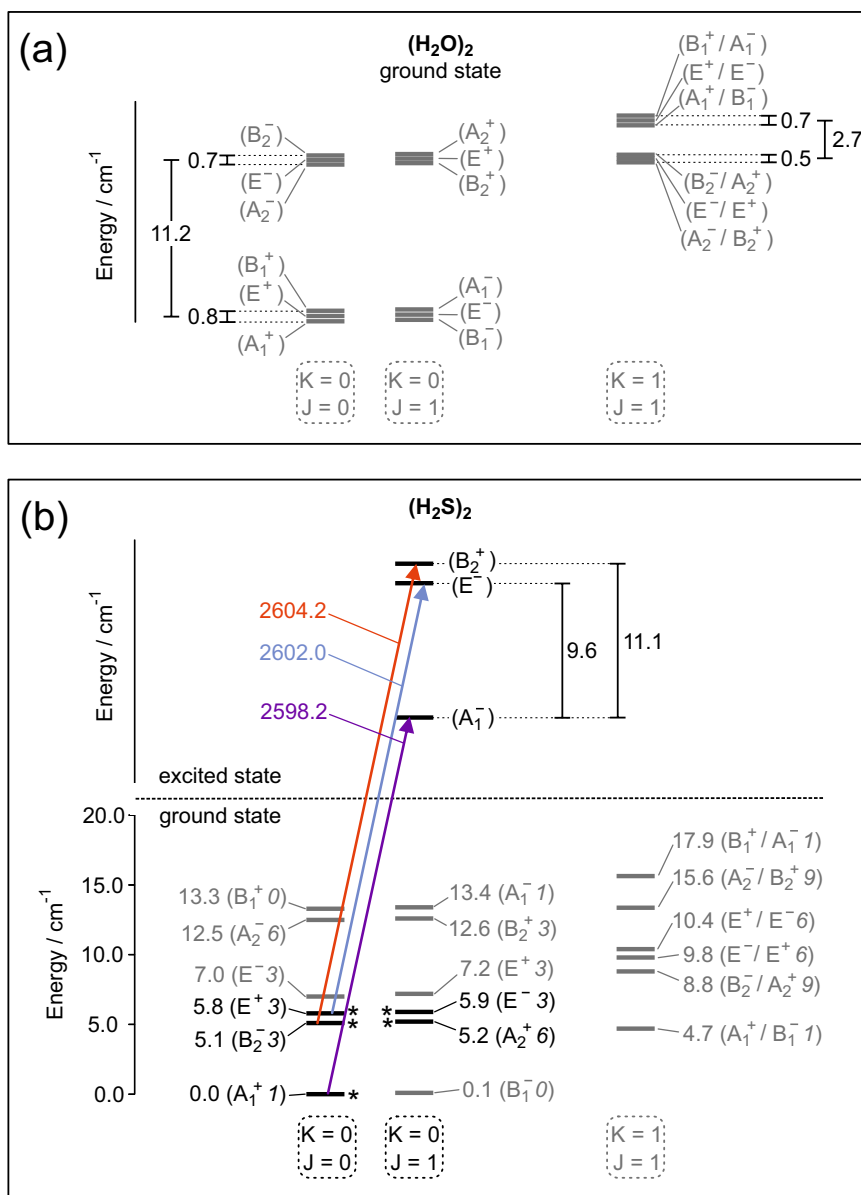 (a)
(H₂O)₂
ground state
Energy / cm⁻¹
0.7
11.2
0.8
(B₂⁻)
(E⁻)
(A₂⁻)
(B₁⁺)
(E⁺)
(A₁⁺)
(A₂⁺)
(E⁺)
(B₂⁺)
(A₁⁻)
(E⁻)
(B₁⁻)
(B₁⁺ / A₁⁻)
(E⁺ / E⁻)
(A₁⁺ / B₁⁻)
0.7
2.7
0.5
(B₂⁻ / A₂⁺)
(E⁻ / E⁺)
(A₂⁻ / B₂⁺)
K = 0
J = 0
K = 0
J = 1
K = 1
J = 1
(b)
(H₂S)₂
Energy / cm⁻¹
2604.2
2602.0
2598.2
(B₂⁺)
(E⁻)
(A₁⁻)
9.6
11.1
excited state
ground state
Energy / cm⁻¹
20.0
15.0
10.0
5.0
0.0
13.3 (B₁⁺ 0)
12.5 (A₂⁻ 6)
7.0 (E⁻ 3)
5.8 (E⁺ 3) *
5.1 (B₂⁻ 3) *
0.0 (A₁⁺ 1) *
13.4 (A₁⁻ 1)
12.6 (B₂⁺ 3)
7.2 (E⁺ 3)
* 5.9 (E⁻ 3)
* 5.2 (A₂⁺ 6)
0.1 (B₁⁻ 0)
17.9 (B₁⁺ / A₁⁻ 1)
15.6 (A₂⁻ / B₂⁺ 9)
10.4 (E⁺ / E⁻ 6)
9.8 (E⁻ / E⁺ 6)
8.8 (B₂⁻ / A₂⁺ 9)
4.7 (A₁⁺ / B₁⁻ 1)
K = 0
J = 0
K = 0
J = 1
K = 1
J = 1